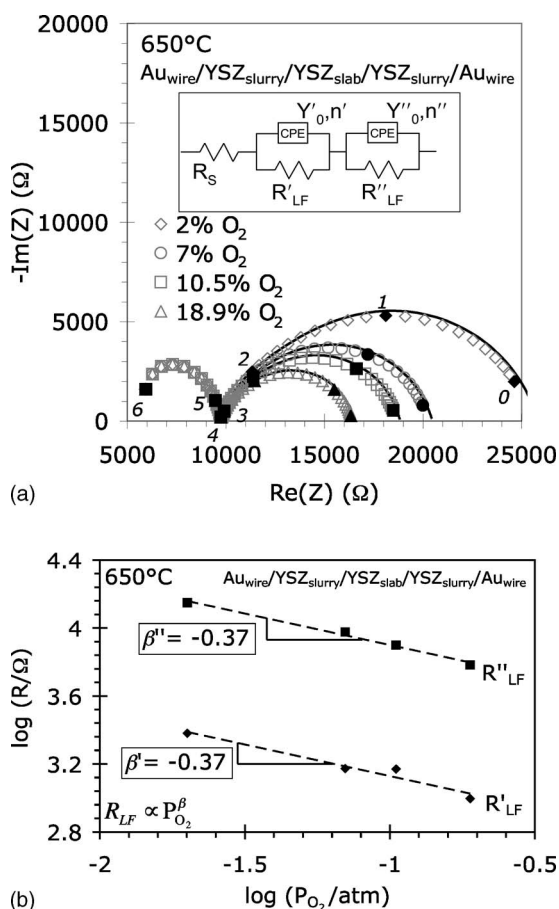 650°C
Au_wire/YSZ_slurry/YSZ_slab/YSZ_slurry/Au_wire
Y'_0,n' Y''_0,n''
CPE CPE
R_S R'_LF R''_LF
2% O_2
7% O_2
10.5% O_2
18.9% O_2
20000
15000
10000
5000
0
-Im(Z) (Ω)
6 5 4 3 2 1 0
5000 10000 15000 20000 25000
Re(Z) (Ω)
(a)
650°C Au_wire/YSZ_slurry/YSZ_slab/YSZ_slurry/Au_wire
4.4
4
3.6
3.2
2.8
log (R/Ω)
β''= -0.37
R''_LF
β'= -0.37
R'_LF
R_LF ∝ P_O_2^β
-2 -1.5 -1 -0.5
log (P_O_2/atm)
(b)